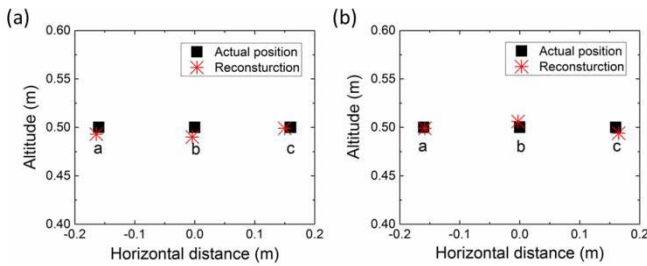 (a)
0.60
0.55
0.50
0.45
0.40
Altitude (m)
Actual position
Reconsturction
a
b
c
-0.2
-0.1
0.0
0.1
0.2
Horizontal distance (m)
(b)
0.60
0.55
0.50
0.45
0.40
Altitude (m)
Actual position
Reconsturction
a
b
c
-0.2
-0.1
0.0
0.1
0.2
Horizontal distance (m)